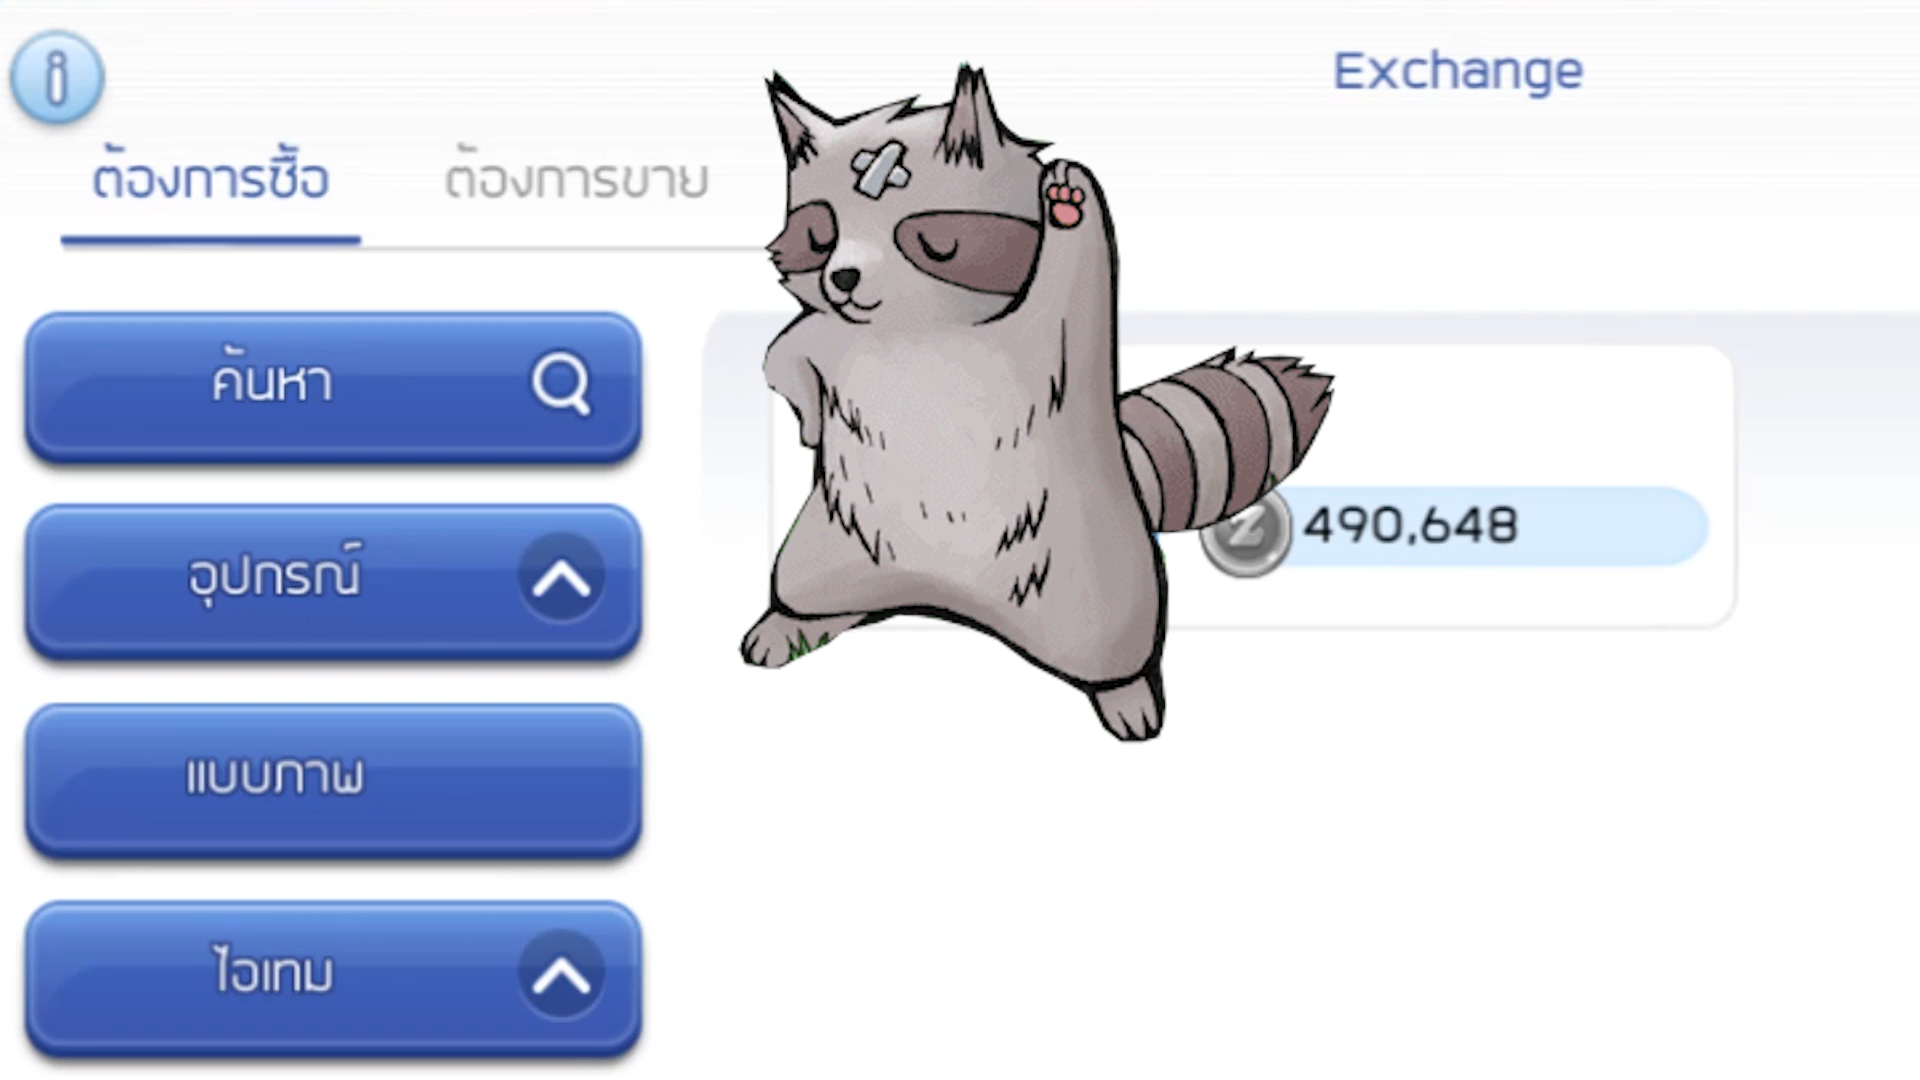 Exchange
ต้องการซื้อ ต้องการขาย
ค้นหา
490,648
อุปกรณ์
แบบภาพ
ไอเทม